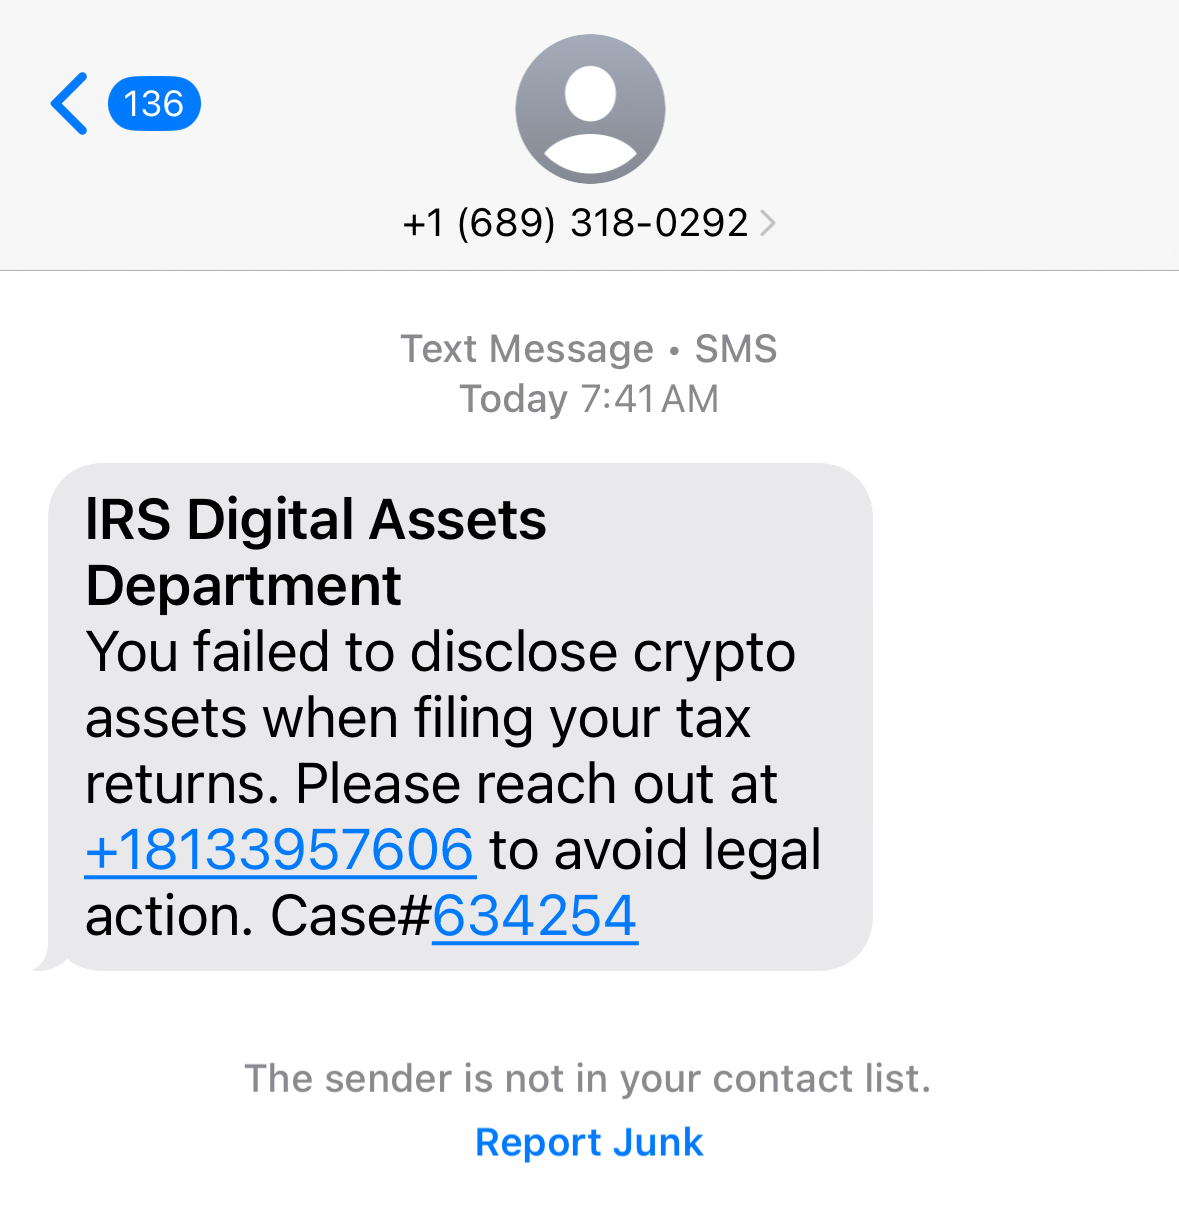 136
+1 (689) 318-0292
Text Message • SMS
Today 7:41 AM
IRS Digital Assets
Department
You failed to disclose crypto
assets when filing your tax
returns. Please reach out at
+18133957606 to avoid legal
action. Case#634254
The sender is not in your contact list.
Report Junk